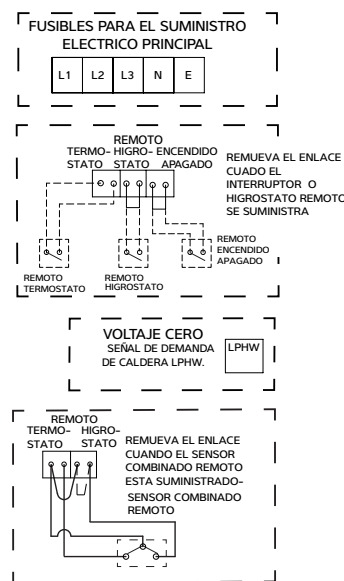 FUSIBLES PARA EL SUMINISTRO
ELECTRICO PRINCIPAL
L1 L2 L3 N E
REMOTO
TERMO- HIGRO- ENCENDIDO
STATO STATO APAGADO
REMUEVA EL ENLACE
CUADO EL
INTERRUPTOR O
HIGROSTATO REMOTO
SE SUMINISTRA
REMOTO
TERMOSTATO
REMOTO
HIGROSTATO
REMOTO
ENCENDIDO
APAGADO
VOLTAJE CERO
SEÑAL DE DEMANDA
DE CALDERA LPHW.
LPHW
REMOTO
TERMO- HIGRO-
STATO STATO
REMUEVA EL ENLACE
CUANDO EL SENSOR
COMBINADO REMOTO
ESTA SUMINISTRADO-
SENSOR COMBINADO
REMOTO